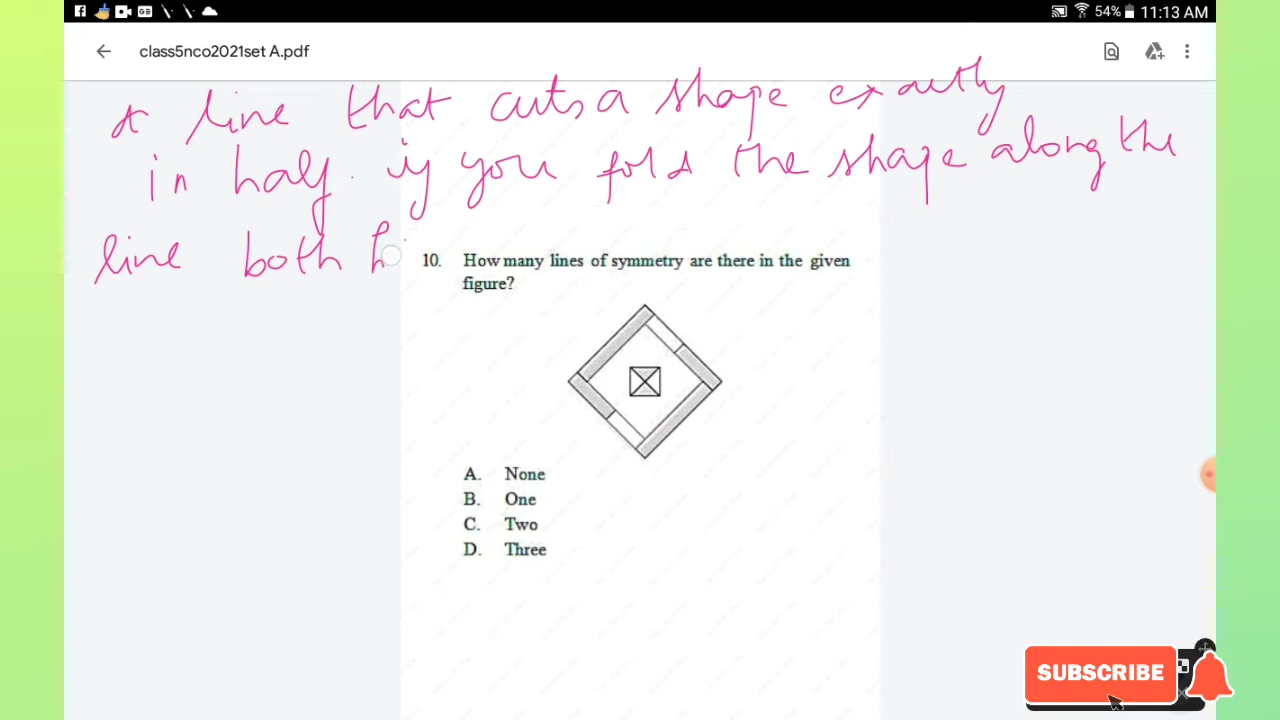 54% 11:13 AM
class5nco2021set A.pdf
A line that cuts a shape exactly
in half. if you fold the shape along the
line both h
10. How many lines of symmetry are there in the given
figure?
A. None
B. One
C. Two
D. Three
SUBSCRIBE